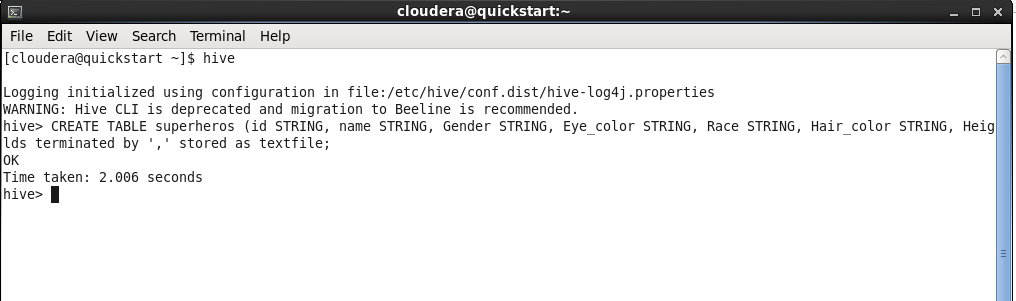 cloudera@quickstart:~
File Edit View Search Terminal Help
[cloudera@quickstart ~]$ hive
Logging initialized using configuration in file:/etc/hive/conf.dist/hive-log4j.properties
WARNING: Hive CLI is deprecated and migration to Beeline is recommended.
hive> CREATE TABLE superheros (id STRING, name STRING, Gender STRING, Eye_color STRING, Race STRING, Hair_color STRING, Heig
lds terminated by ',' stored as textfile;
OK
Time taken: 2.006 seconds
hive>